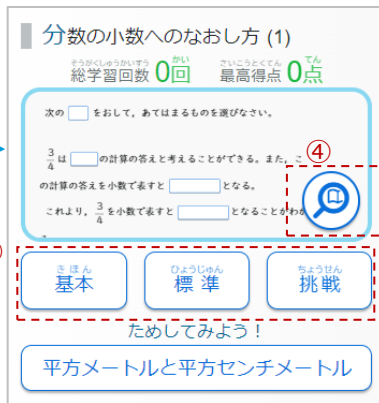 分数の小数へのなおし方 (1)
そうがくしゅうかいすう かい さいこうとくてん てん
総学習回数 0回 最高得点 0点
次の をおして，あてはまるものを選びなさい。
3/4 は の計算の答えと考えることができる。また，こ
④
の計算の答えを小数で表すと となる。
これより，3/4 を小数で表すと となることがわか
きほん ひょうじゅん ちょうせん
基本 標準 挑戦
ためしてみよう！
平方メートルと平方センチメートル